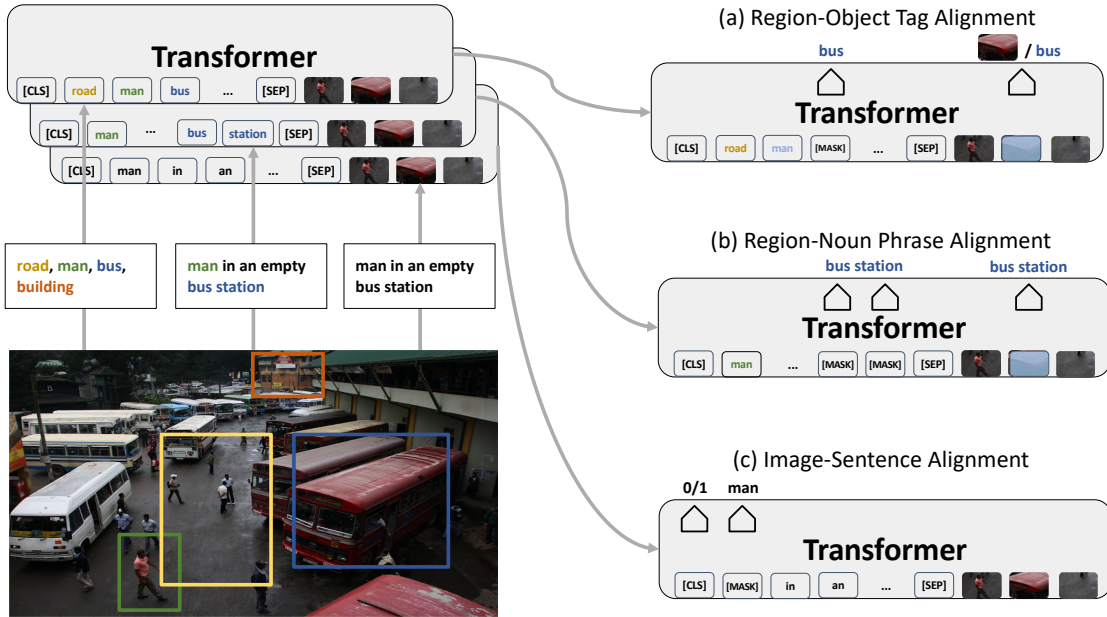 Transformer
[CLS] road man bus ... [SEP]
[CLS] man ... bus station [SEP]
[CLS] man in an ... [SEP]
road, man, bus,
building
man in an empty
bus station
man in an empty
bus station
(a) Region-Object Tag Alignment
bus / bus
Transformer
[CLS] road man [MASK] ... [SEP]
(b) Region-Noun Phrase Alignment
bus station bus station
Transformer
[CLS] man ... [MASK] [MASK] [SEP]
(c) Image-Sentence Alignment
0/1 man
Transformer
[CLS] [MASK] in an ... [SEP]